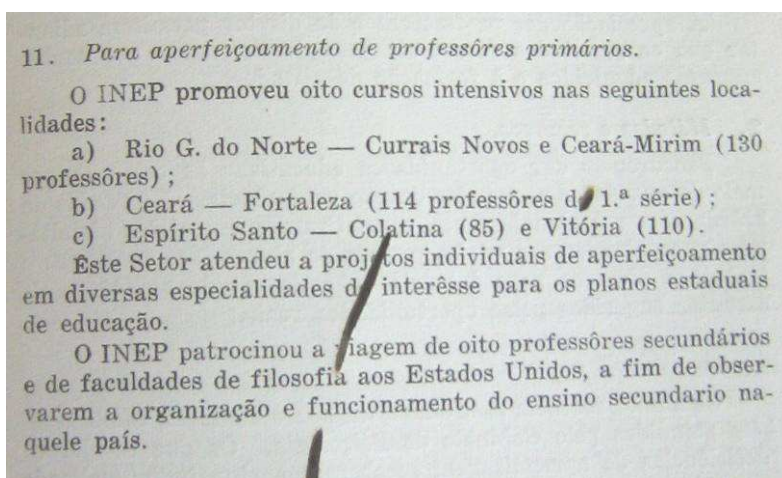 11. Para aperfeiçoamento de professôres primários.
O INEP promoveu oito cursos intensivos nas seguintes loca-
lidades:
a) Rio G. do Norte — Currais Novos e Ceará-Mirim (130
professôres);
b) Ceará — Fortaleza (114 professôres 1.ª série);
c) Espírito Santo — Colatina (85) e Vitória (110).
Êste Setor atendeu a projetos individuais de aperfeiçoamento
em diversas especialidades de interêsse para os planos estaduais
de educação.
O INEP patrocinou a viagem de oito professôres secundários
e de faculdades de filosofia aos Estados Unidos, a fim de obser-
varem a organização e funcionamento do ensino secundario na-
quele país.